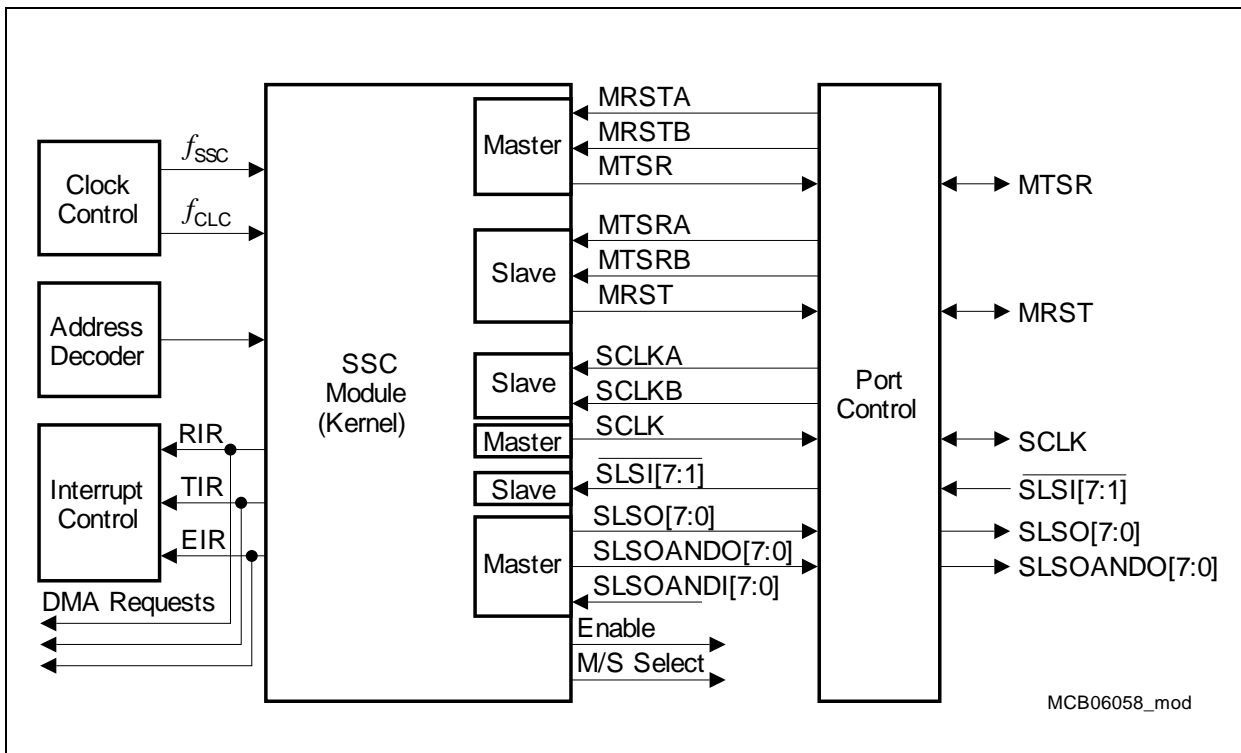 Clock
Control
fSSC
fCLC
Address
Decoder
Interrupt
Control
RIR
TIR
EIR
DMA Requests
SSC
Module
(Kernel)
Master
Slave
Slave
Master
Slave
Master
MRSTA
MRSTB
MTSR
MTSRA
MTSRB
MRST
SCLKA
SCLKB
SCLK
SLSI[7:1]
SLSO[7:0]
SLSOANDO[7:0]
SLSOANDI[7:0]
Enable
M/S Select
Port
Control
MTSR
MRST
SCLK
SLSI[7:1]
SLSO[7:0]
SLSOANDO[7:0]
MCB06058_mod